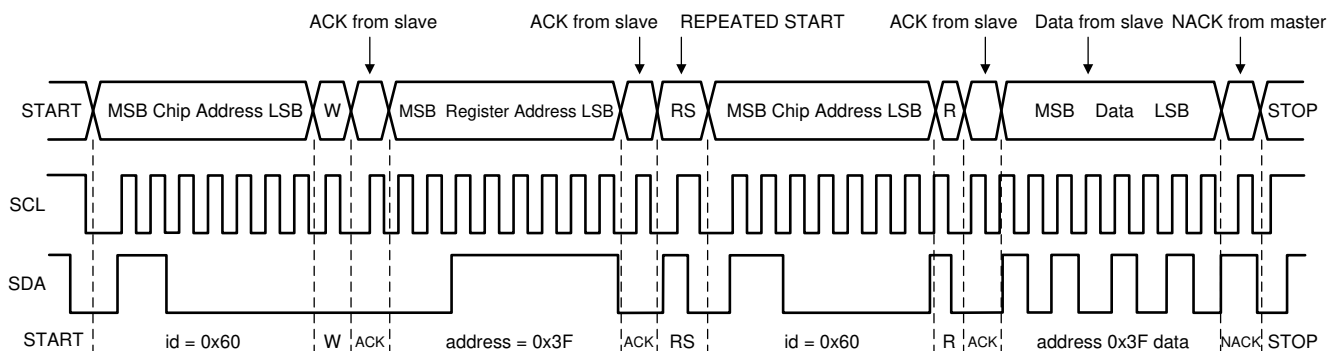 ACK from slave ACK from slave REPEATED START ACK from slave Data from slave NACK from master
START MSB Chip Address LSB W MSB Register Address LSB RS MSB Chip Address LSB R MSB Data LSB STOP
SCL
SDA
START id = 0x60 W ACK address = 0x3F ACK RS id = 0x60 R ACK address 0x3F data NACK STOP